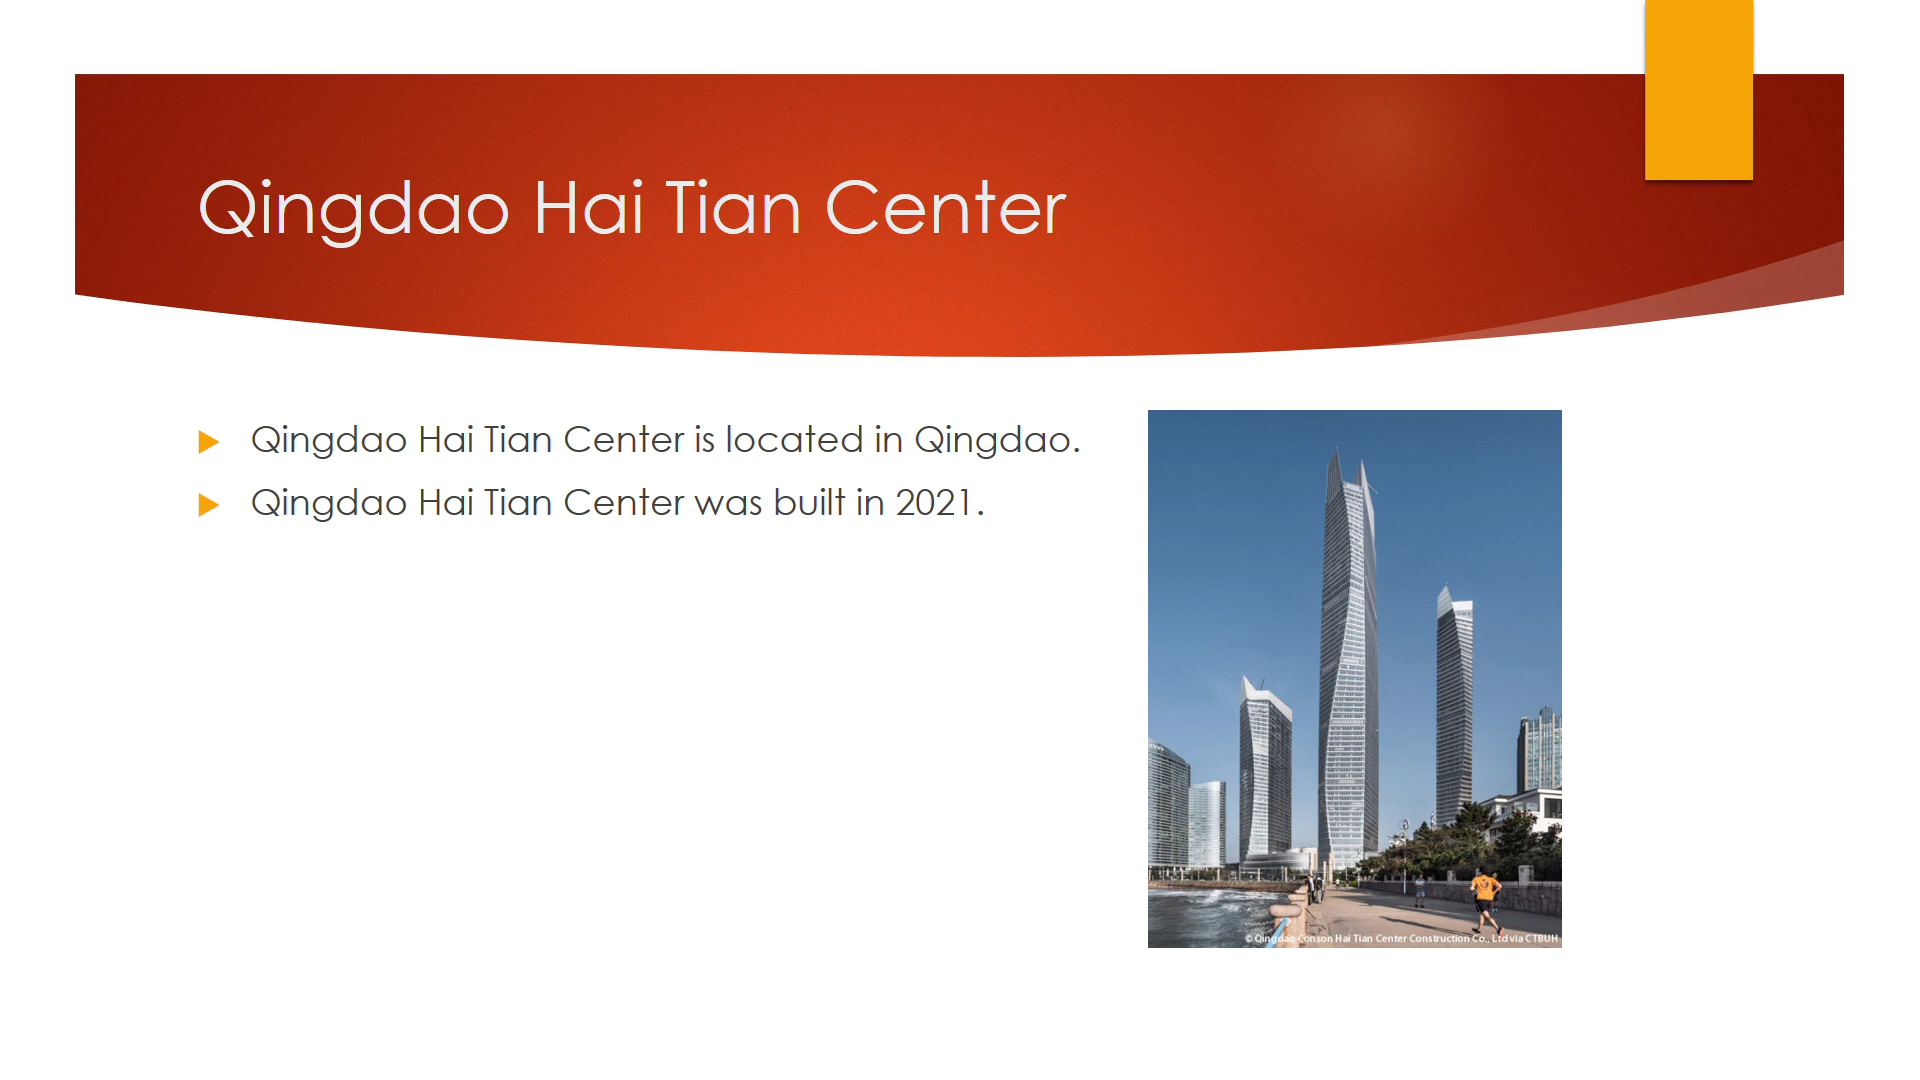 Qingdao Hai Tian Center
Qingdao Hai Tian Center is located in Qingdao.
Qingdao Hai Tian Center was built in 2021.
© Qingdao Conson Hai Tian Center Construction Co., Ltd via CTBUH